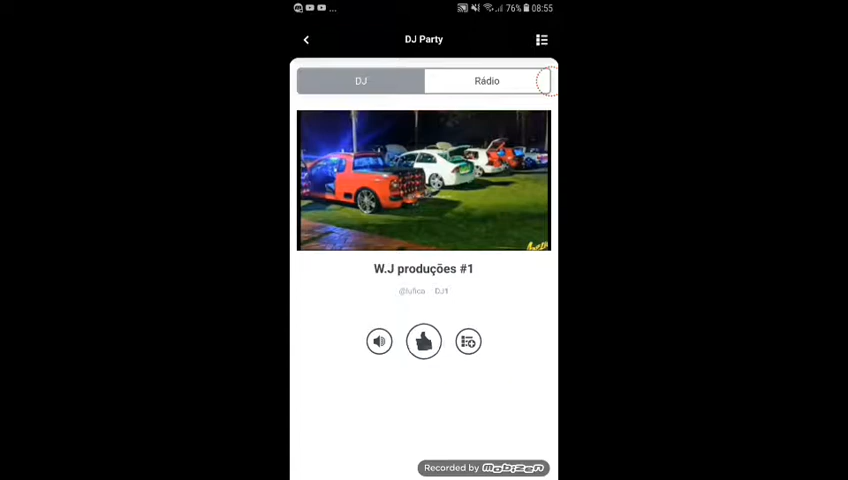 ... 76% 08:55
DJ Party
DJ Rádio
W.J produções #1
@lufica DJ1
Recorded by mobizen